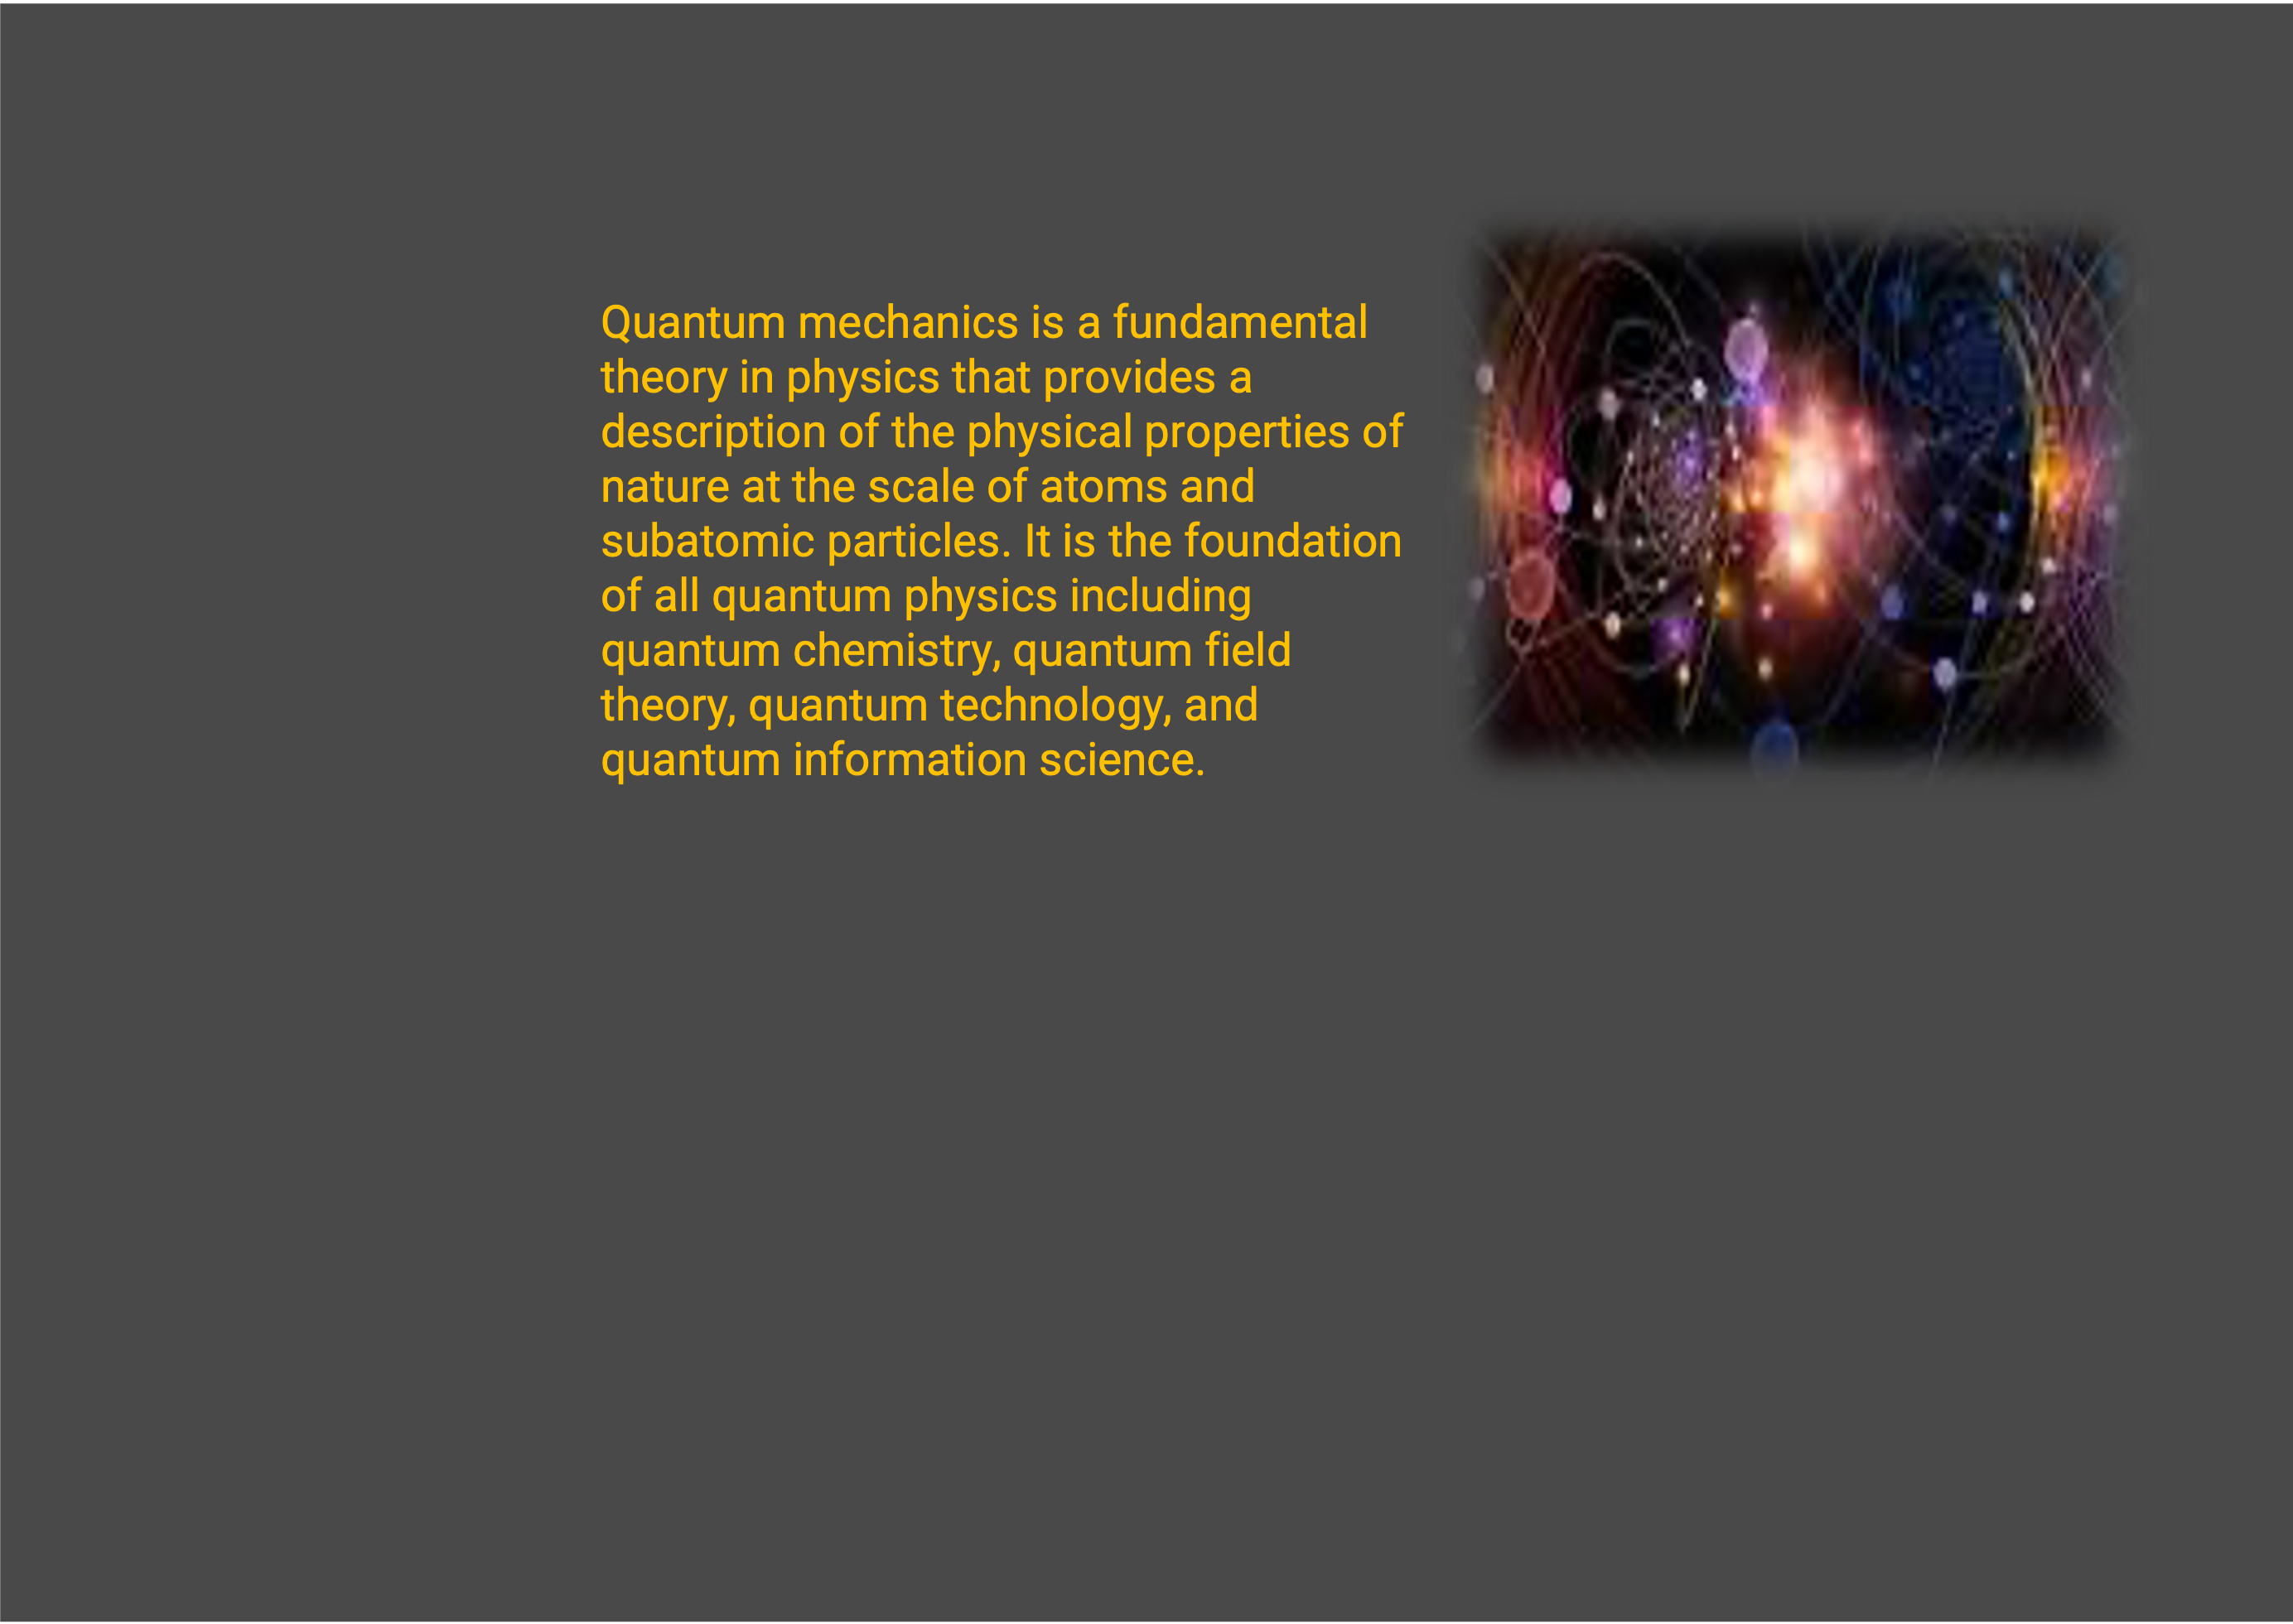 Quantum mechanics is a fundamental
theory in physics that provides a
description of the physical properties of
nature at the scale of atoms and
subatomic particles. It is the foundation
of all quantum physics including
quantum chemistry, quantum field
theory, quantum technology, and
quantum information science.